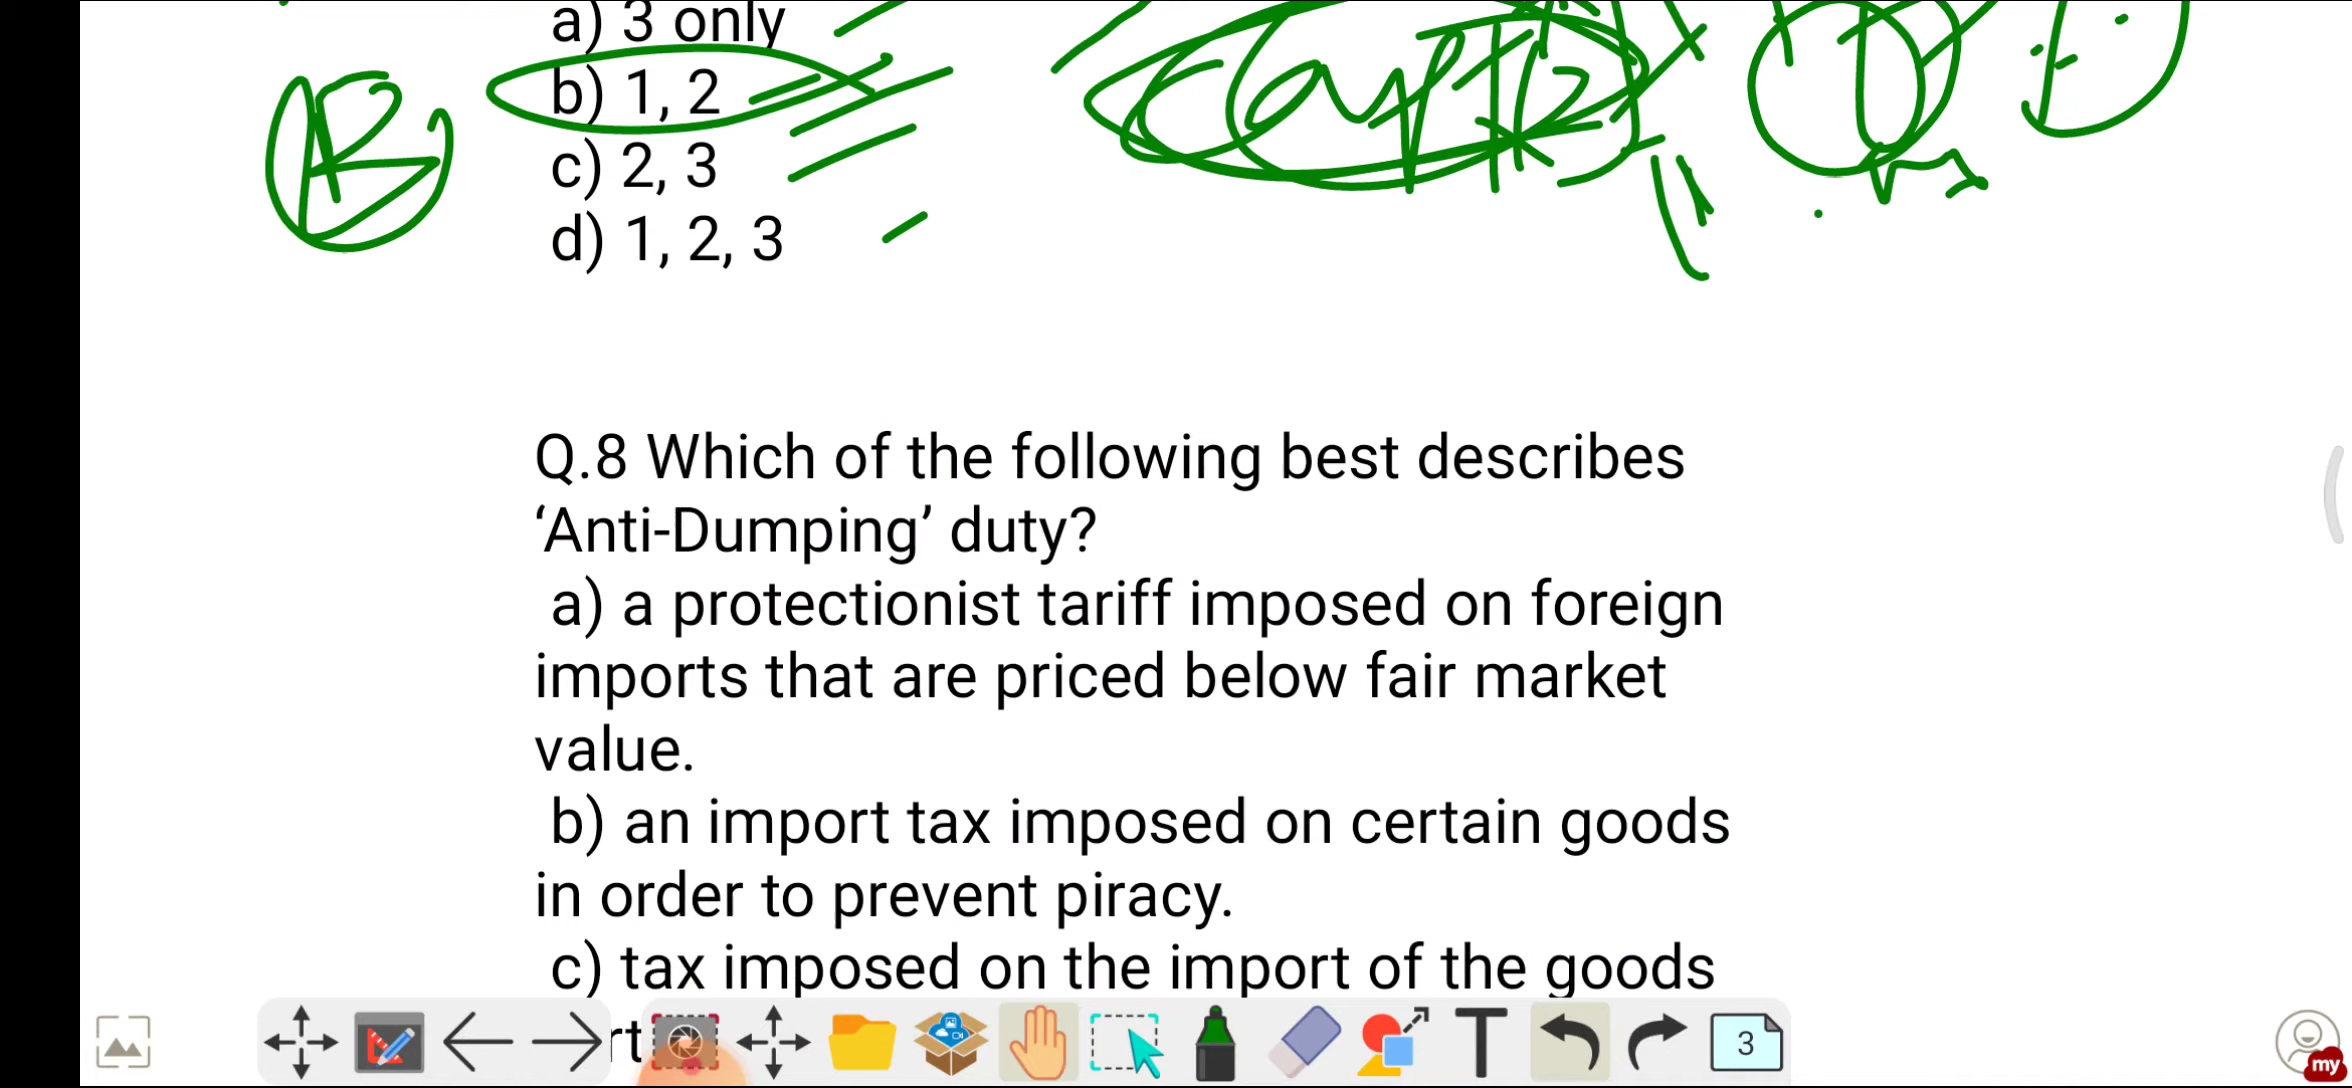 a) 3 only
b) 1, 2
B
c) 2, 3
d) 1, 2, 3
Q.8 Which of the following best describes
‘Anti-Dumping’ duty?
a) a protectionist tariff imposed on foreign
imports that are priced below fair market
value.
b) an import tax imposed on certain goods
in order to prevent piracy.
c) tax imposed on the import of the goods
T
3
my